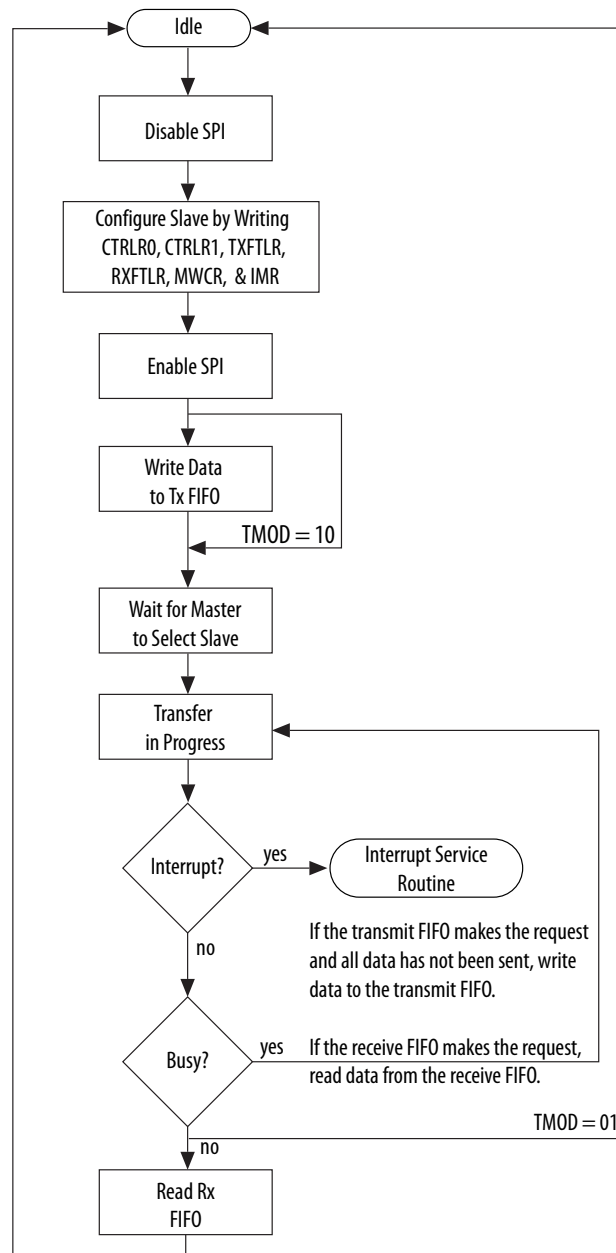 Idle
Disable SPI
Configure Slave by Writing
CTRLR0, CTRLR1, TXFTLR,
RXFTLR, MWCR, & IMR
Enable SPI
Write Data
to Tx FIFO
TMOD = 10
Wait for Master
to Select Slave
Transfer
in Progress
Interrupt?
yes
Interrupt Service
Routine
no
If the transmit FIFO makes the request
and all data has not been sent, write
data to the transmit FIFO.
Busy?
yes
If the receive FIFO makes the request,
read data from the receive FIFO.
TMOD = 01
no
Read Rx
FIFO